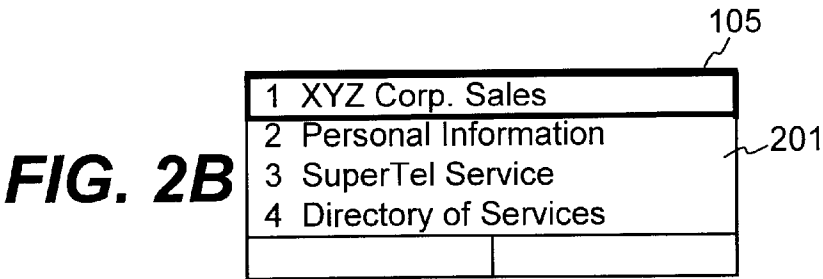 105
1 XYZ Corp. Sales
2 Personal Information
201
3 SuperTel Service
4 Directory of Services
FIG. 2B